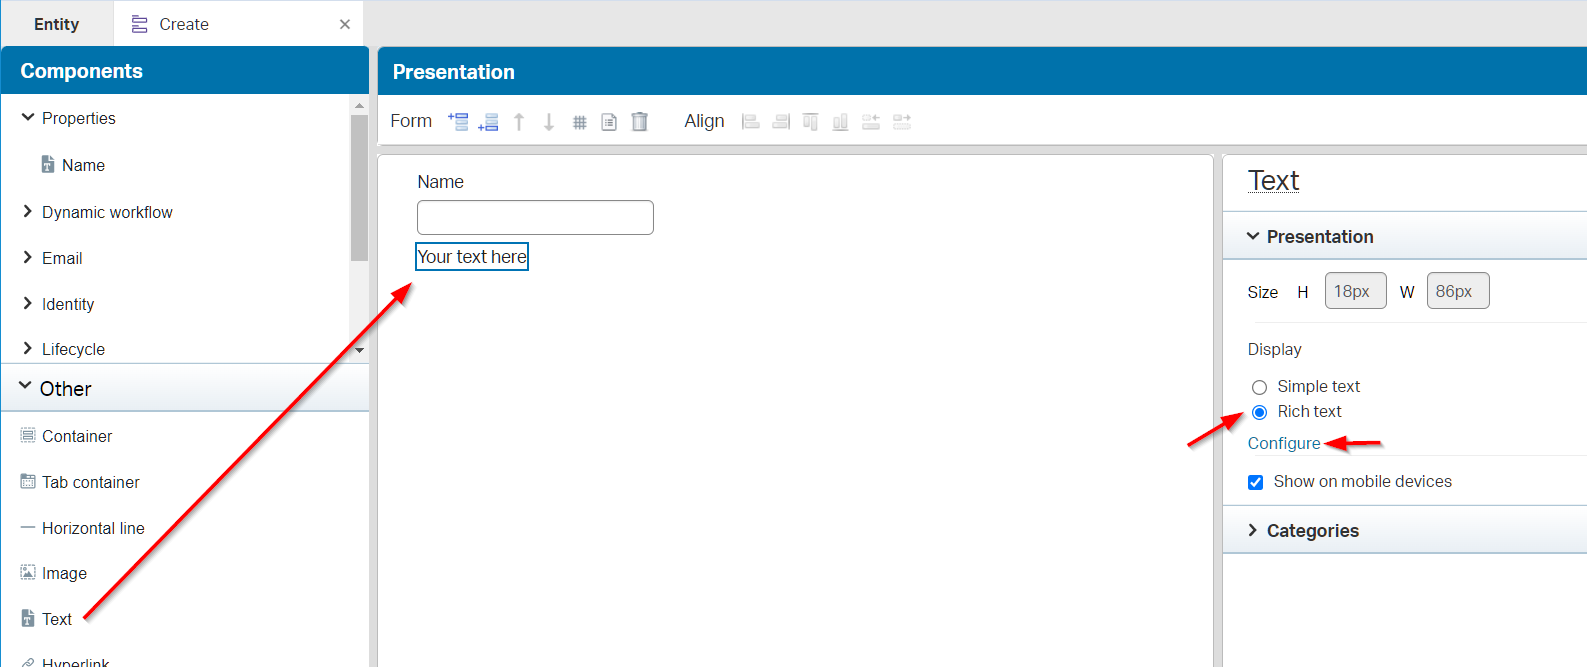 Entity
Create
Components
Properties
Name
Dynamic workflow
Email
Identity
Lifecycle
Other
Container
Tab container
Horizontal line
Image
Text
Hyperlink
Presentation
Form
Align
Name
Your text here
Text
Presentation
Size H 18px W 86px
Display
Simple text
Rich text
Configure
Show on mobile devices
Categories